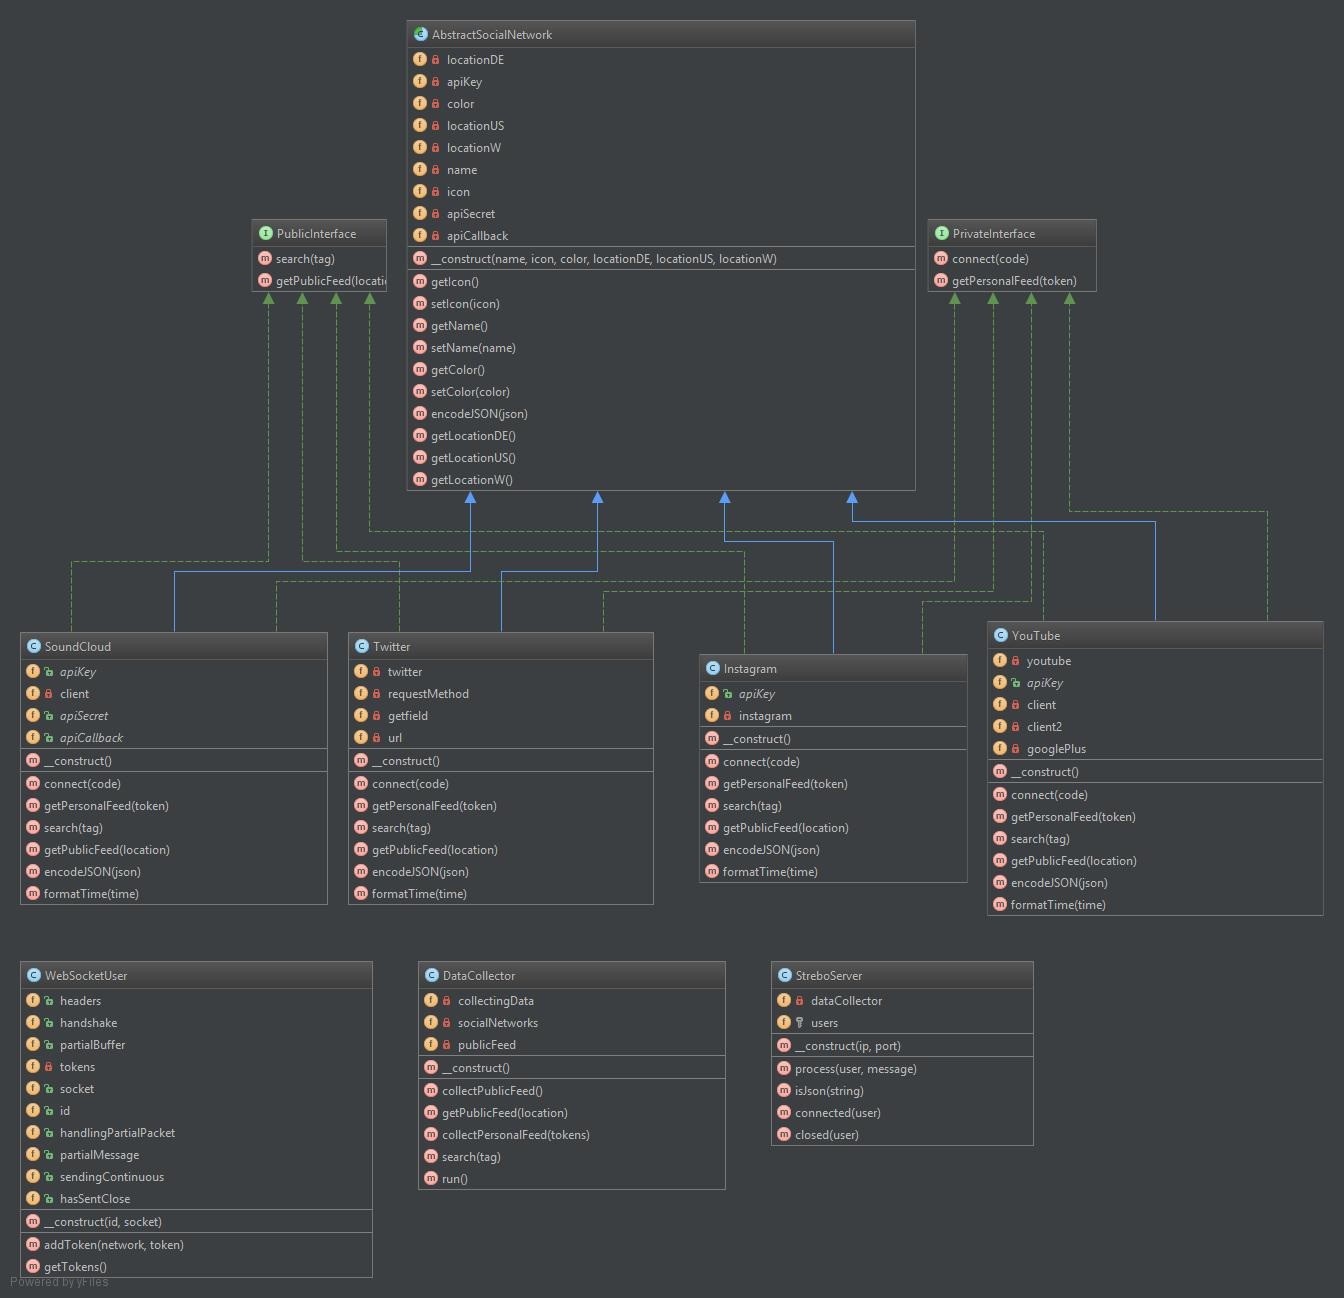 AbstractSocialNetwork
locationDE
apiKey
color
locationUS
locationW
name
icon
apiSecret
apiCallback
__construct(name, icon, color, locationDE, locationUS, locationW)
getIcon()
setIcon(icon)
getName()
setName(name)
getColor()
setColor(color)
encodeJSON(json)
getLocationDE()
getLocationUS()
getLocationW()
PublicInterface
search(tag)
getPublicFeed(locatio
PrivateInterface
connect(code)
getPersonalFeed(token)
SoundCloud
apiKey
client
apiSecret
apiCallback
__construct()
connect(code)
getPersonalFeed(token)
search(tag)
getPublicFeed(location)
encodeJSON(json)
formatTime(time)
Twitter
twitter
requestMethod
getfield
url
__construct()
connect(code)
getPersonalFeed(token)
search(tag)
getPublicFeed(location)
encodeJSON(json)
formatTime(time)
Instagram
apiKey
instagram
__construct()
connect(code)
getPersonalFeed(token)
search(tag)
getPublicFeed(location)
encodeJSON(json)
formatTime(time)
YouTube
youtube
apiKey
client
client2
googlePlus
__construct()
connect(code)
getPersonalFeed(token)
search(tag)
getPublicFeed(location)
encodeJSON(json)
formatTime(time)
WebSocketUser
headers
handshake
partialBuffer
tokens
socket
id
handlingPartialPacket
partialMessage
sendingContinuous
hasSentClose
__construct(id, socket)
addToken(network, token)
getTokens()
DataCollector
collectingData
socialNetworks
publicFeed
__construct()
collectPublicFeed()
getPublicFeed(location)
collectPersonalFeed(tokens)
search(tag)
run()
StreboServer
dataCollector
users
__construct(ip, port)
process(user, message)
isJson(string)
connected(user)
closed(user)
Powered by yFiles